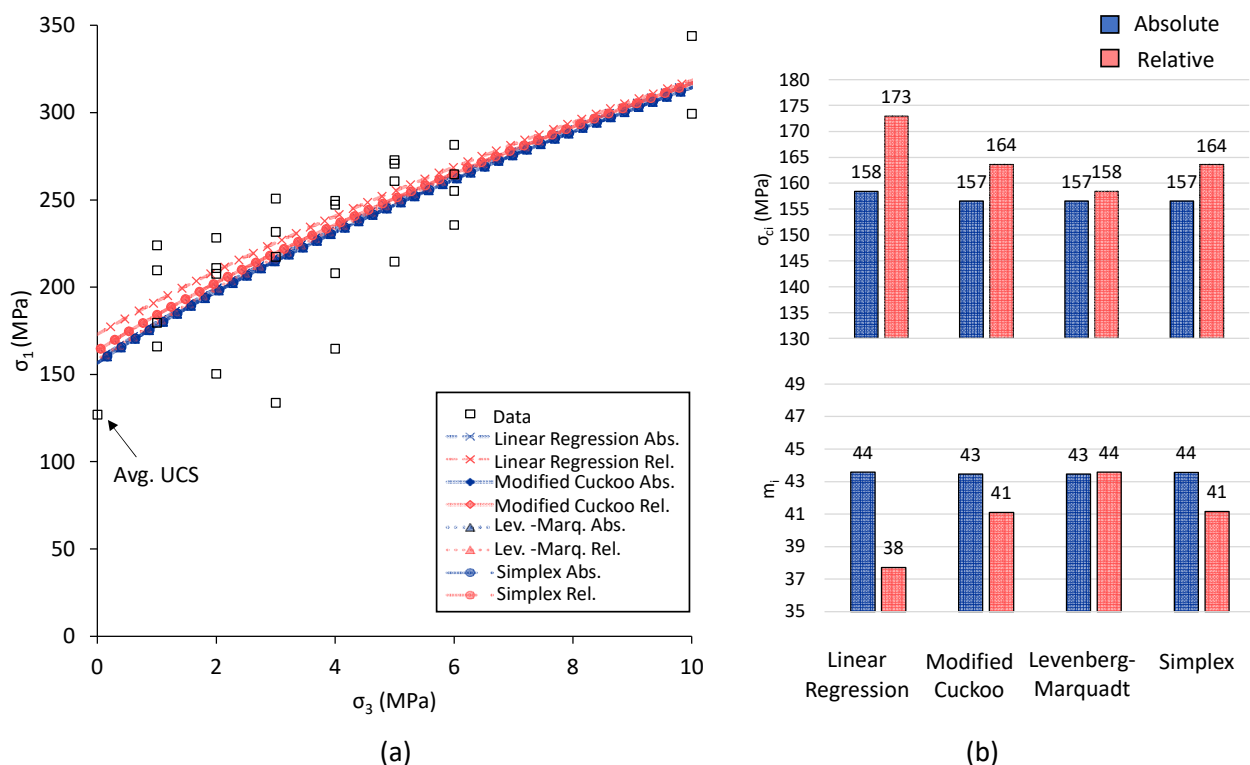 350
300
250
200
150
100
50
0
σ1 (MPa)
Avg. UCS
Data
Linear Regression Abs.
Linear Regression Rel.
Modified Cuckoo Abs.
Modified Cuckoo Rel.
Lev. -Marq. Abs.
Lev. -Marq. Rel.
Simplex Abs.
Simplex Rel.
0 2 4 6 8 10
σ3 (MPa)
(a)
Absolute
Relative
180
175
170
165
160
155
150
145
140
135
130
σci (MPa)
158 173 157 164 157 158 157 164
49
47
45
43
41
39
37
35
mi
44 38 43 41 43 44 44 41
Linear Modified Levenberg- Simplex
Regression Cuckoo Marquadt
(b)